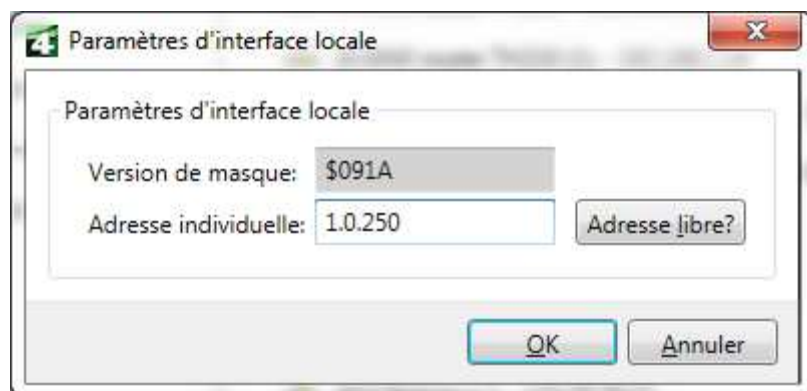 4 Paramètres d'interface locale
Paramètres d'interface locale
Version de masque: $091A
Adresse individuelle: 1.0.250 Adresse libre?
OK Annuler